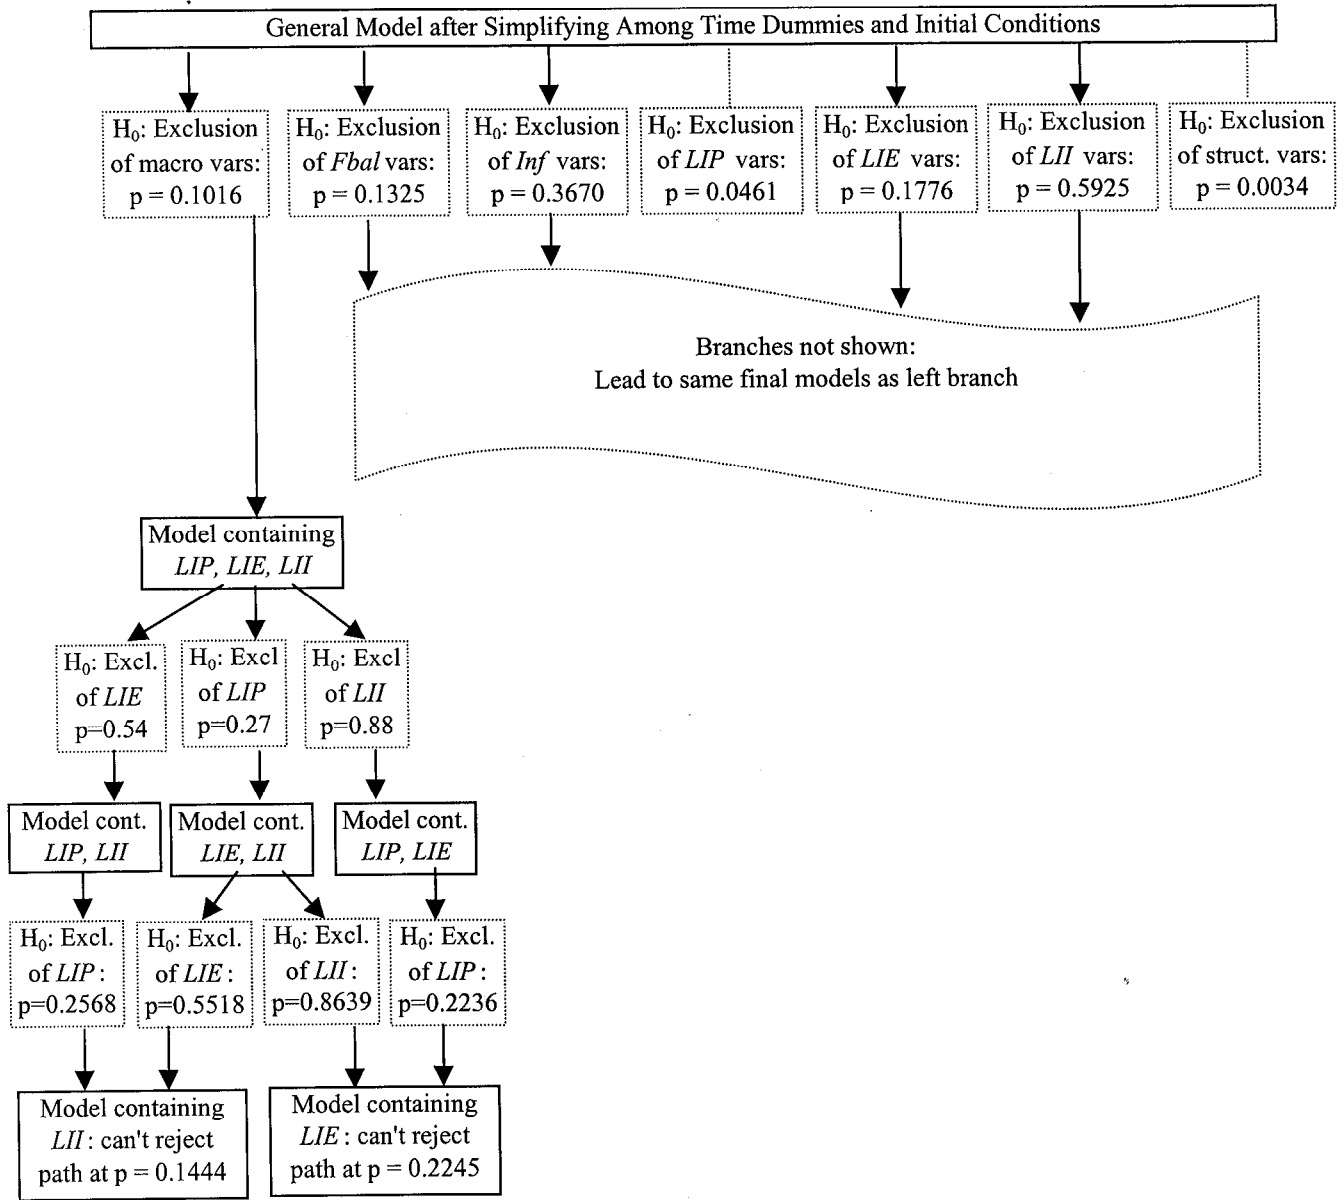 General Model after Simplifying Among Time Dummies and Initial Conditions
H₀: Exclusion
of macro vars:
p = 0.1016
H₀: Exclusion
of Fbal vars:
p = 0.1325
H₀: Exclusion
of Inf vars:
p = 0.3670
H₀: Exclusion
of LIP vars:
p = 0.0461
H₀: Exclusion
of LIE vars:
p = 0.1776
H₀: Exclusion
of LII vars:
p = 0.5925
H₀: Exclusion
of struct. vars:
p = 0.0034
Branches not shown:
Lead to same final models as left branch
Model containing
LIP, LIE, LII
H₀: Excl.
of LIE
p=0.54
H₀: Excl
of LIP
p=0.27
H₀: Excl
of LII
p=0.88
Model cont.
LIP, LII
Model cont.
LIE, LII
Model cont.
LIP, LIE
H₀: Excl.
of LIP:
p=0.2568
H₀: Excl.
of LIE:
p=0.5518
H₀: Excl.
of LII:
p=0.8639
H₀: Excl.
of LIP:
p=0.2236
Model containing
LII: can't reject
path at p = 0.1444
Model containing
LIE: can't reject
path at p = 0.2245